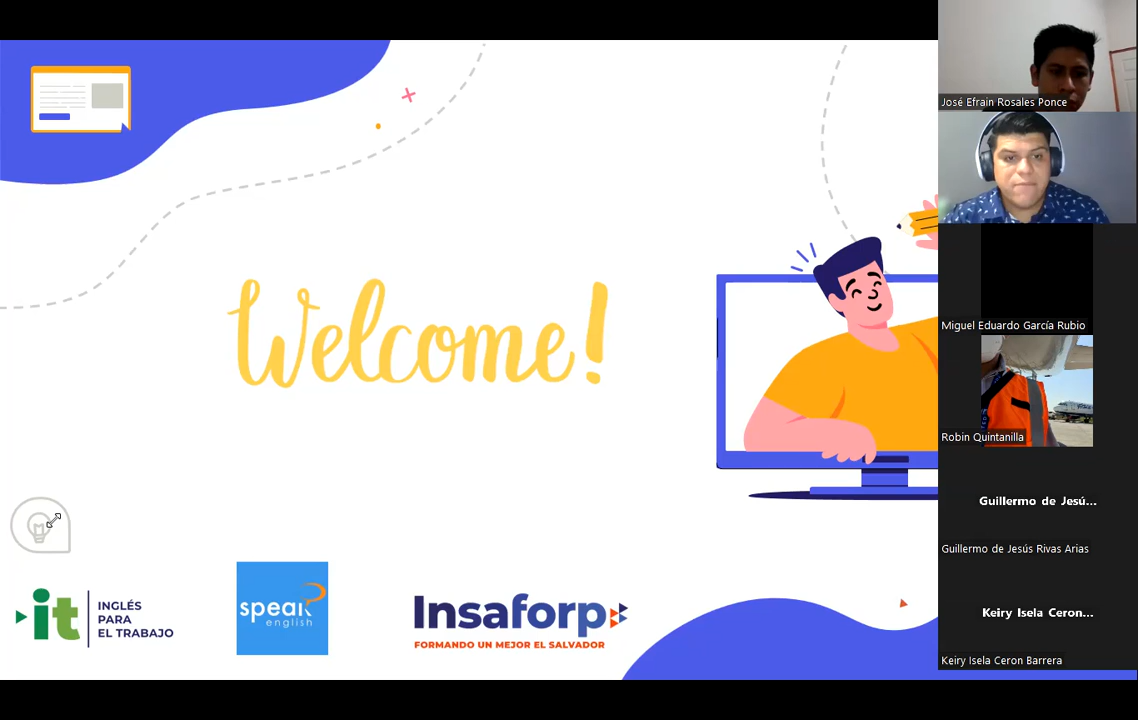 Welcome!
it
INGLÉS
PARA
EL TRABAJO
speak
english
Insaforp
FORMANDO UN MEJOR EL SALVADOR
José Efrain Rosales Ponce
Miguel Eduardo García Rubio
Robin Quintanilla
Guillermo de Jesú...
Guillermo de Jesús Rivas Arias
Keiry Isela Ceron...
Keiry Isela Ceron Barrera